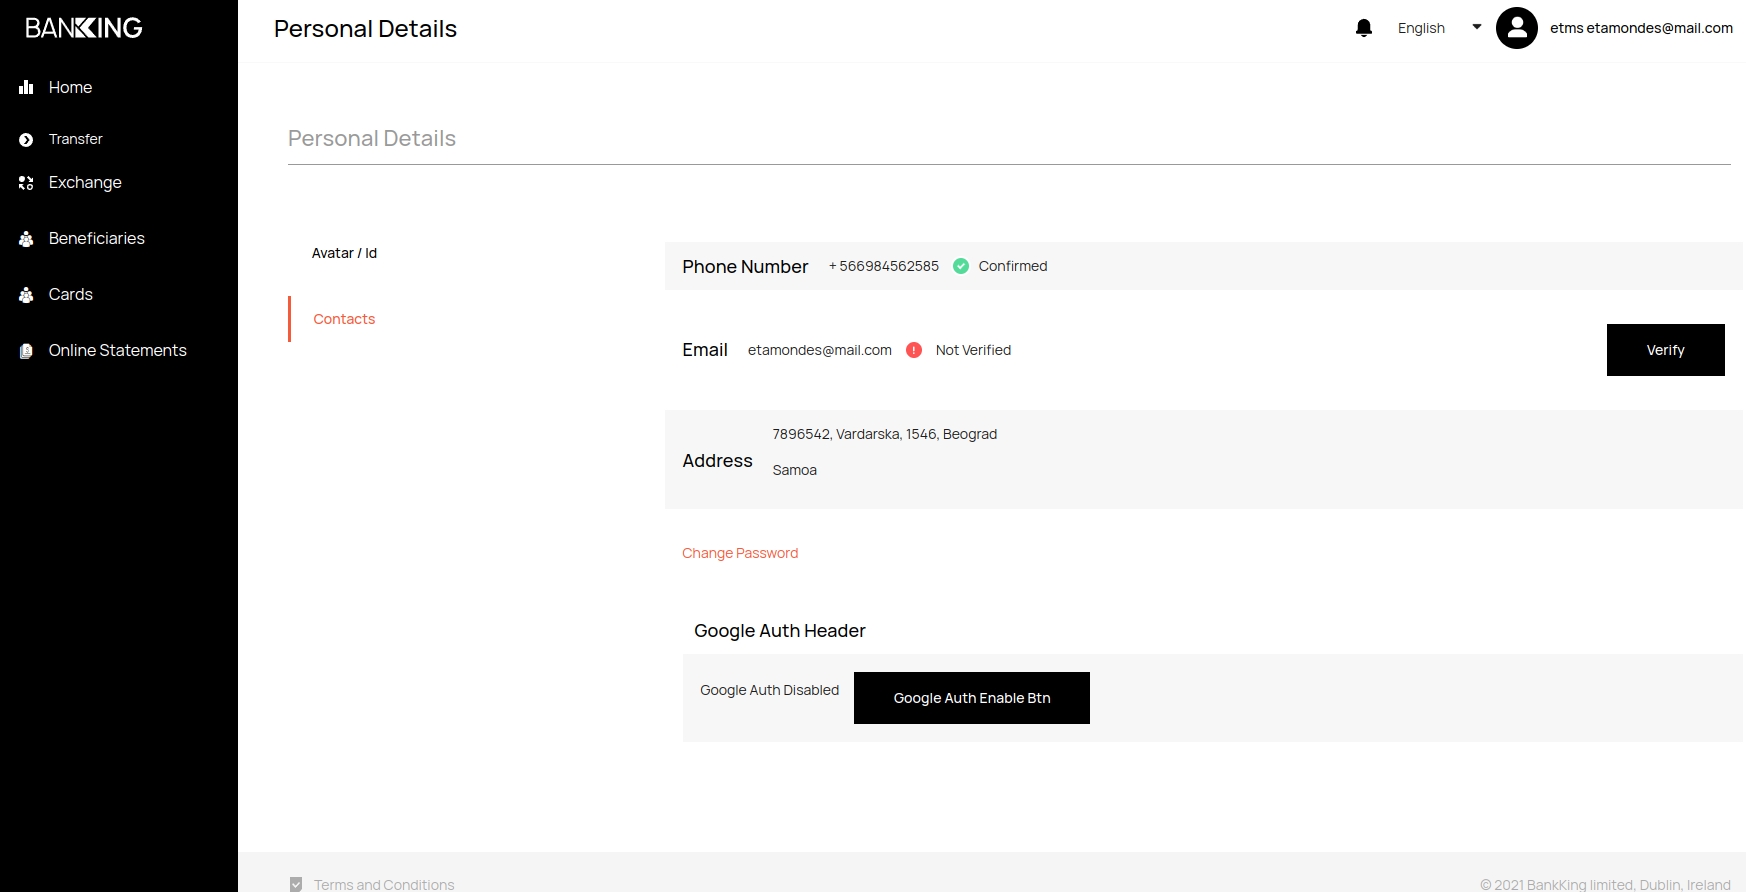 BANKING
Personal Details
English
etms etamondes@mail.com
Home
Transfer
Exchange
Beneficiaries
Cards
Online Statements
Personal Details
Avatar / Id
Contacts
Phone Number + 566984562585 Confirmed
Email etamondes@mail.com Not Verified
Verify
Address
7896542, Vardarska, 1546, Beograd
Samoa
Change Password
Google Auth Header
Google Auth Disabled
Google Auth Enable Btn
Terms and Conditions
© 2021 BankKing limited, Dublin, Ireland